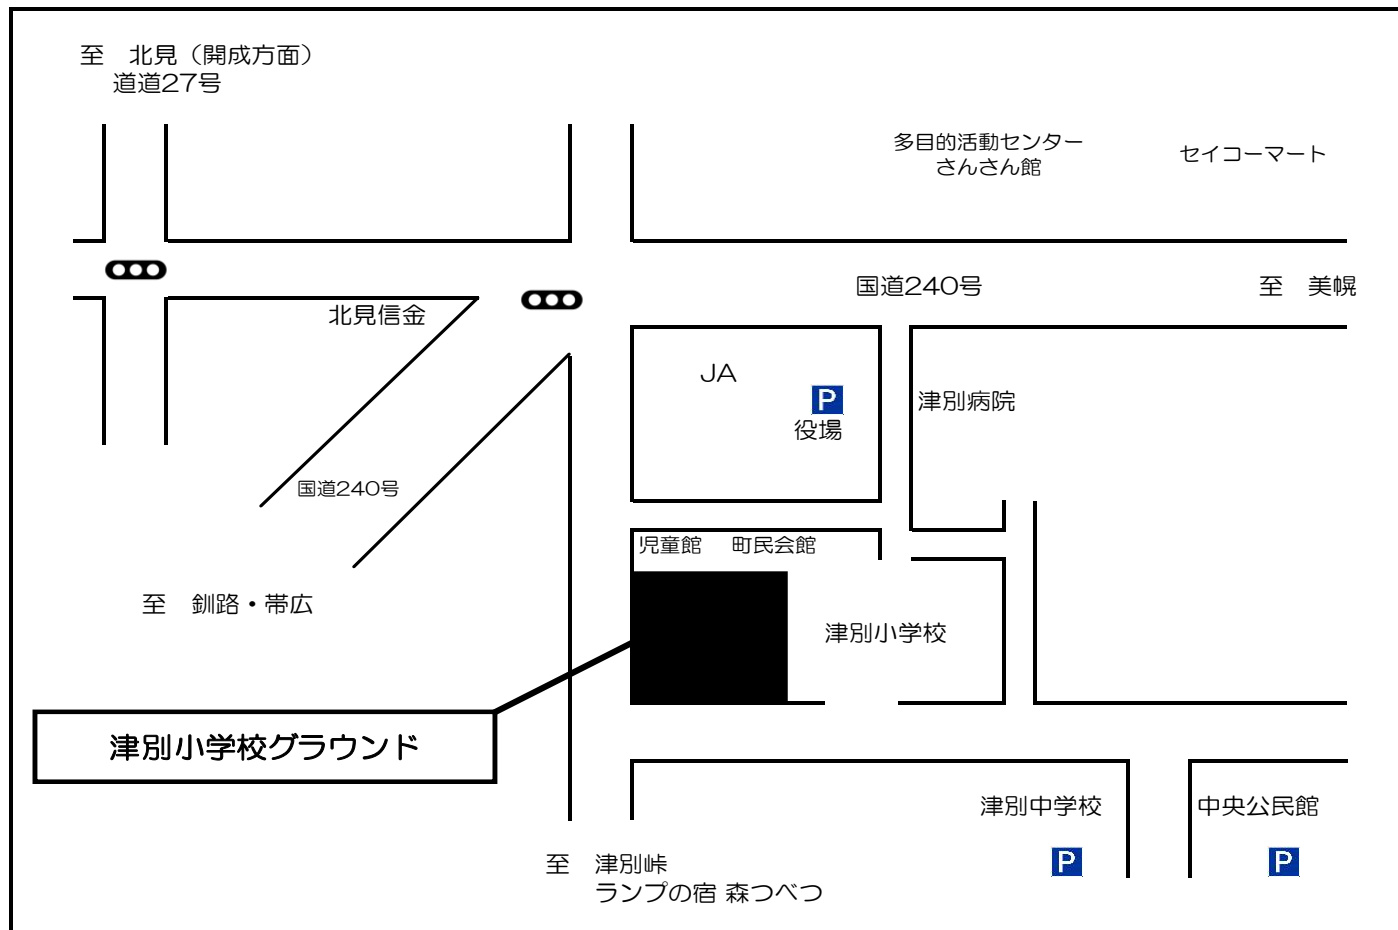 至　北見（開成方面）
道道27号
多目的活動センター
さんさん館
セイコーマート
国道240号
至　美幌
北見信金
JA
P
役場
津別病院
国道240号
児童館
町民会館
至　釧路・帯広
津別小学校
津別小学校グラウンド
津別中学校
中央公民館
P
P
至　津別峠
ランプの宿 森つべつ